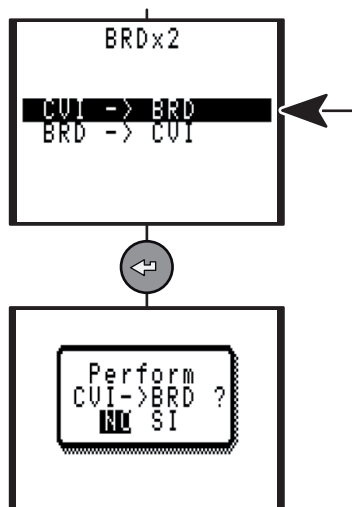 BRDx2
CVI -> BRD
BRD -> CVI
Perform
CVI->BRD ?
NO SI